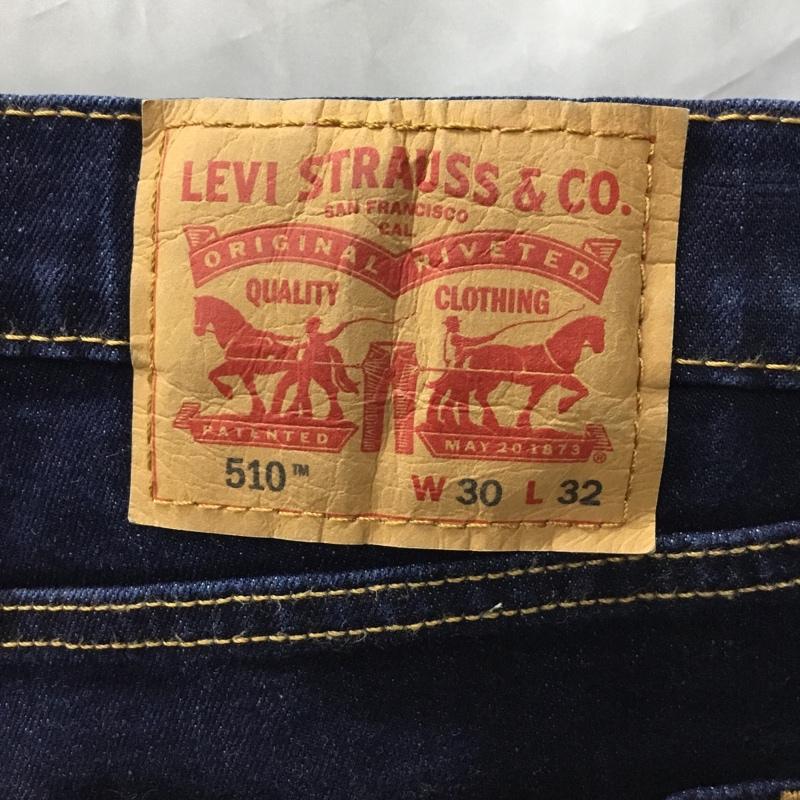 LEVI STRAUSS & CO.
SAN FRANCISCO
CAL
ORIGINAL RIVETED
QUALITY CLOTHING
PATENTED MAY 20 1873 ®
510™ W 30 L 32